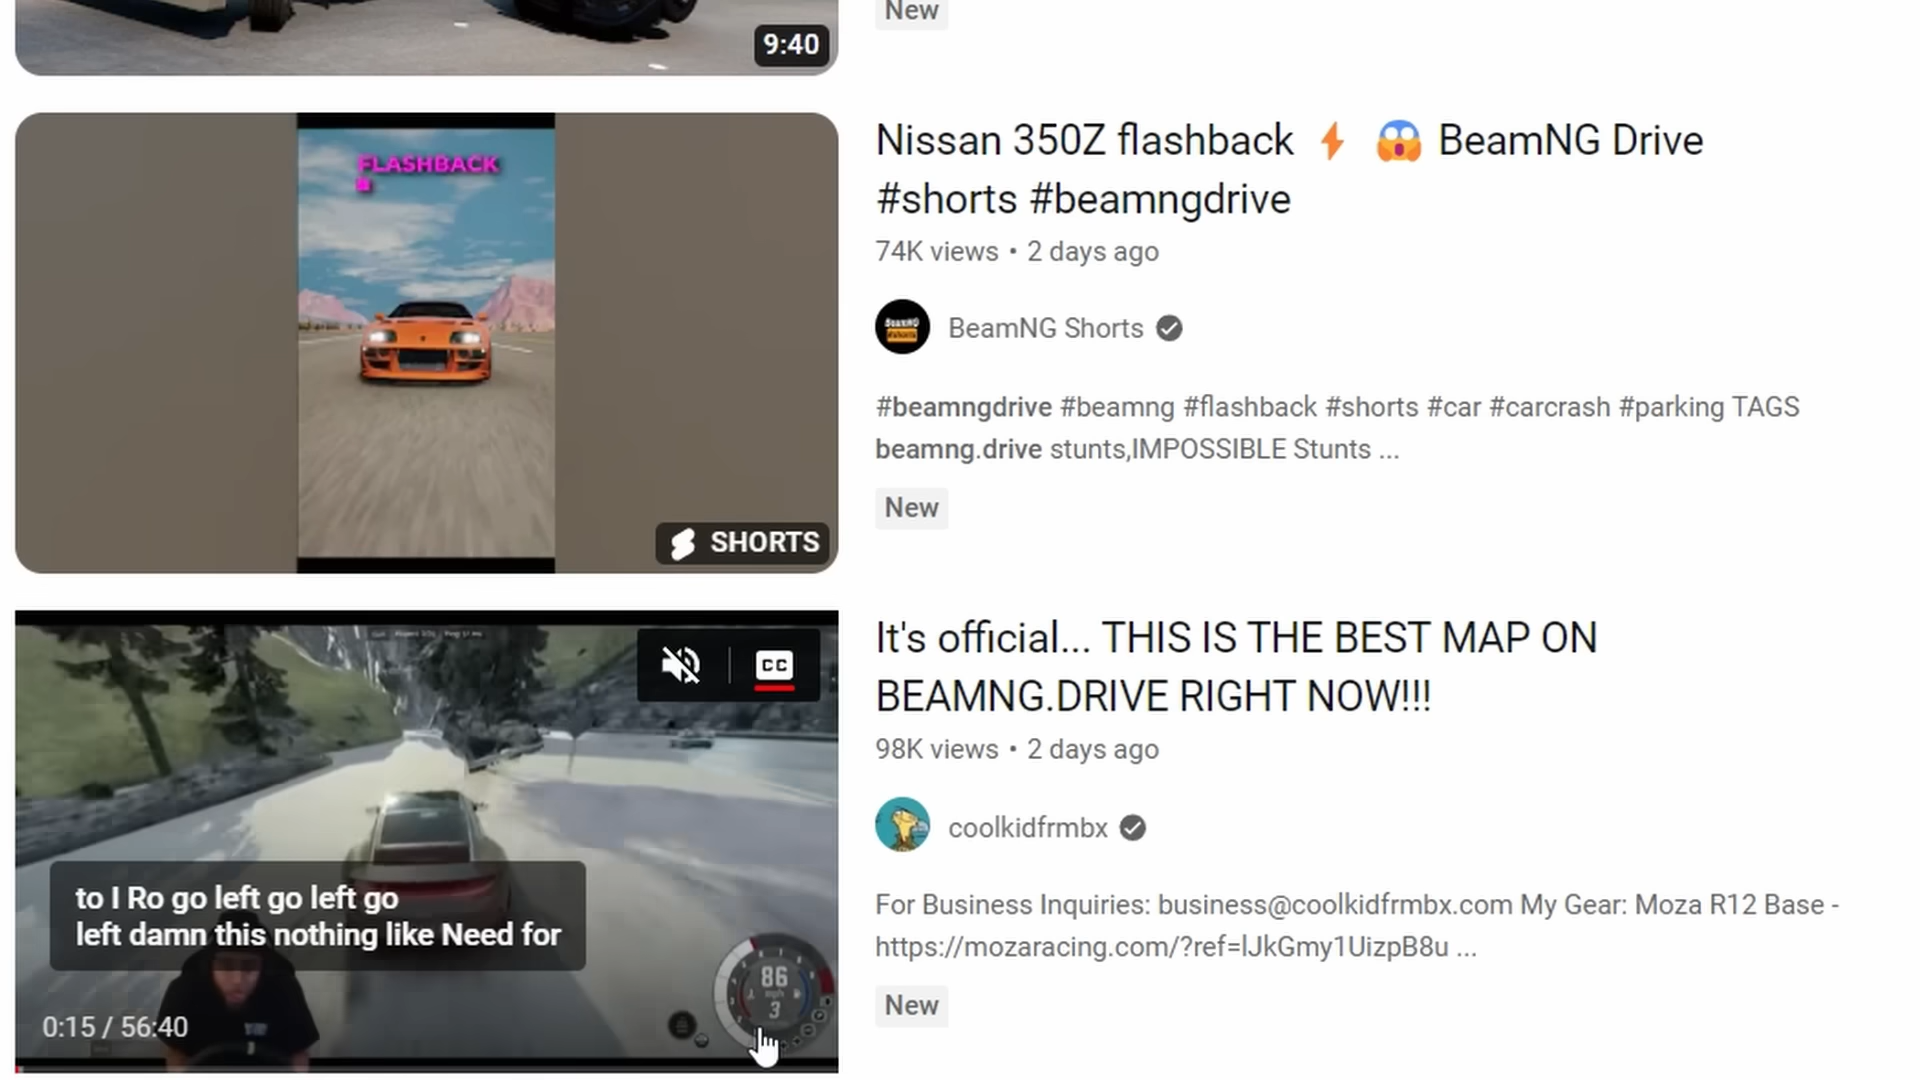 New
9:40
FLASHBACK
SHORTS
Nissan 350Z flashback ⚡ 😱 BeamNG Drive
#shorts #beamngdrive
74K views • 2 days ago
BeamNG Shorts
#beamngdrive #beamng #flashback #shorts #car #carcrash #parking TAGS
beamng.drive stunts,IMPOSSIBLE Stunts ...
New
CC
to I Ro go left go left go
left damn this nothing like Need for
86
mph
3
0:15 / 56:40
It's official... THIS IS THE BEST MAP ON
BEAMNG.DRIVE RIGHT NOW!!!
98K views • 2 days ago
coolkidfrmbx
For Business Inquiries: business@coolkidfrmbx.com My Gear: Moza R12 Base -
https://mozaracing.com/?ref=lJkGmy1UizpB8u ...
New